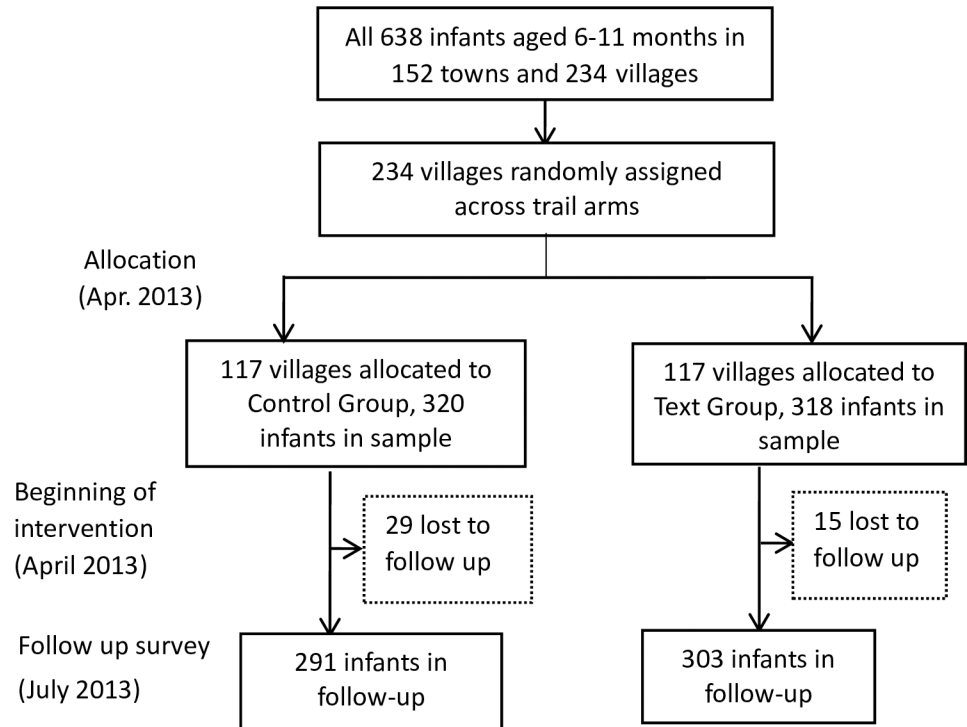 All 638 infants aged 6-11 months in
152 towns and 234 villages
234 villages randomly assigned
across trail arms
Allocation
(Apr. 2013)
117 villages allocated to
Control Group, 320
infants in sample
117 villages allocated to
Text Group, 318 infants in
sample
Beginning of
intervention
(April 2013)
29 lost to
follow up
15 lost to
follow up
Follow up survey
(July 2013)
291 infants in
follow-up
303 infants in
follow-up